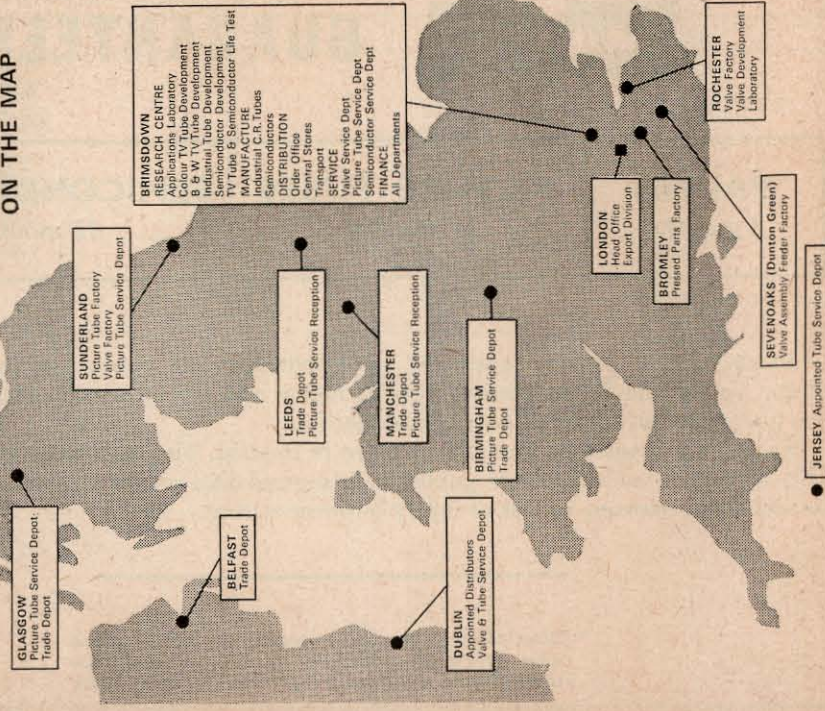 ON THE MAP
GLASGOW
Picture Tube Service Depot
Trade Depot
SUNDERLAND
Picture Tube Factory
Valve Factory
Picture Tube Service Depot
BRIMSDOWN
RESEARCH CENTRE
Applications Laboratory
Colour TV Tube Development
B & W TV Tube Development
Industrial Tube Development
Semiconductor Development
TV Tube & Semiconductor Life Test
MANUFACTURE
Industrial C.R. Tubes
Semiconductors
DISTRIBUTION
Order Office
Central Stores
Transport
SERVICE
Valve Service Dept
Picture Tube Service Dept
Semiconductor Service Dept
FINANCE
All Departments
BELFAST
Trade Depot
LEEDS
Trade Depot
Picture Tube Service Reception
MANCHESTER
Trade Depot
Picture Tube Service Reception
DUBLIN
Appointed Distributors
Valve & Tube Service Depot
BIRMINGHAM
Picture Tube Service Depot
Trade Depot
LONDON
Head Office
Export Division
BROMLEY
Pressed Parts Factory
ROCHESTER
Valve Factory
Valve Development
Laboratory
SEVENOAKS (Dunton Green)
Valve Assembly Feeder Factory
JERSEY Appointed Tube Service Depot